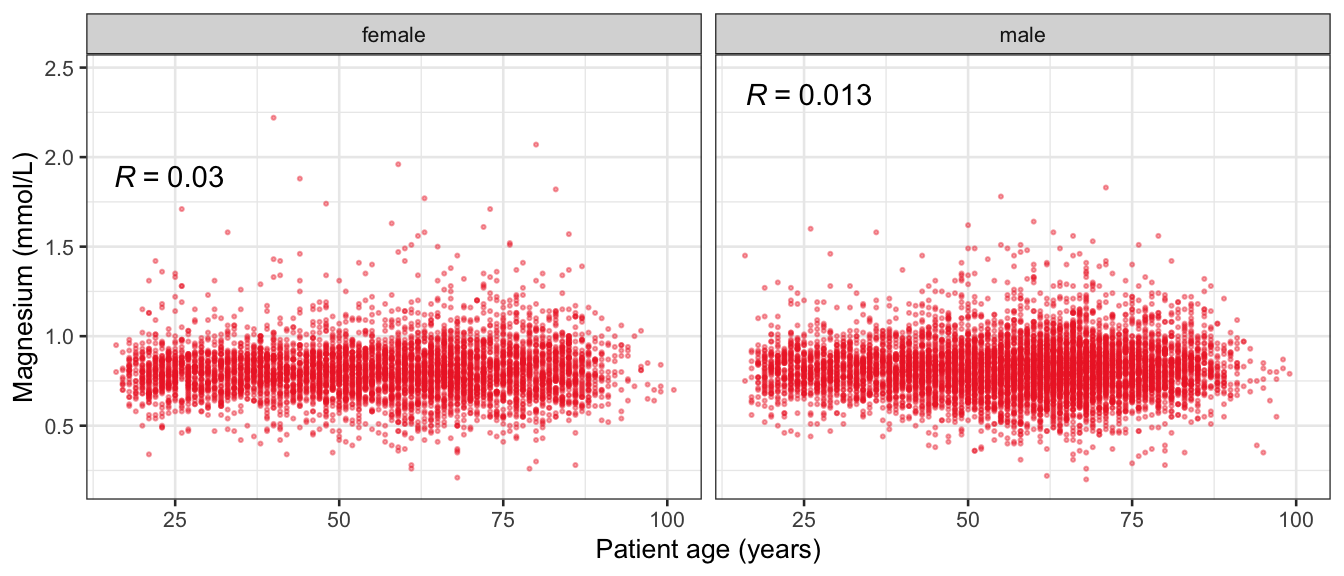 female
male
Magnesium (mmol/L)
2.5
2.0
1.5
1.0
0.5
R = 0.03
R = 0.013
25
50
75
100
25
50
75
100
Patient age (years)